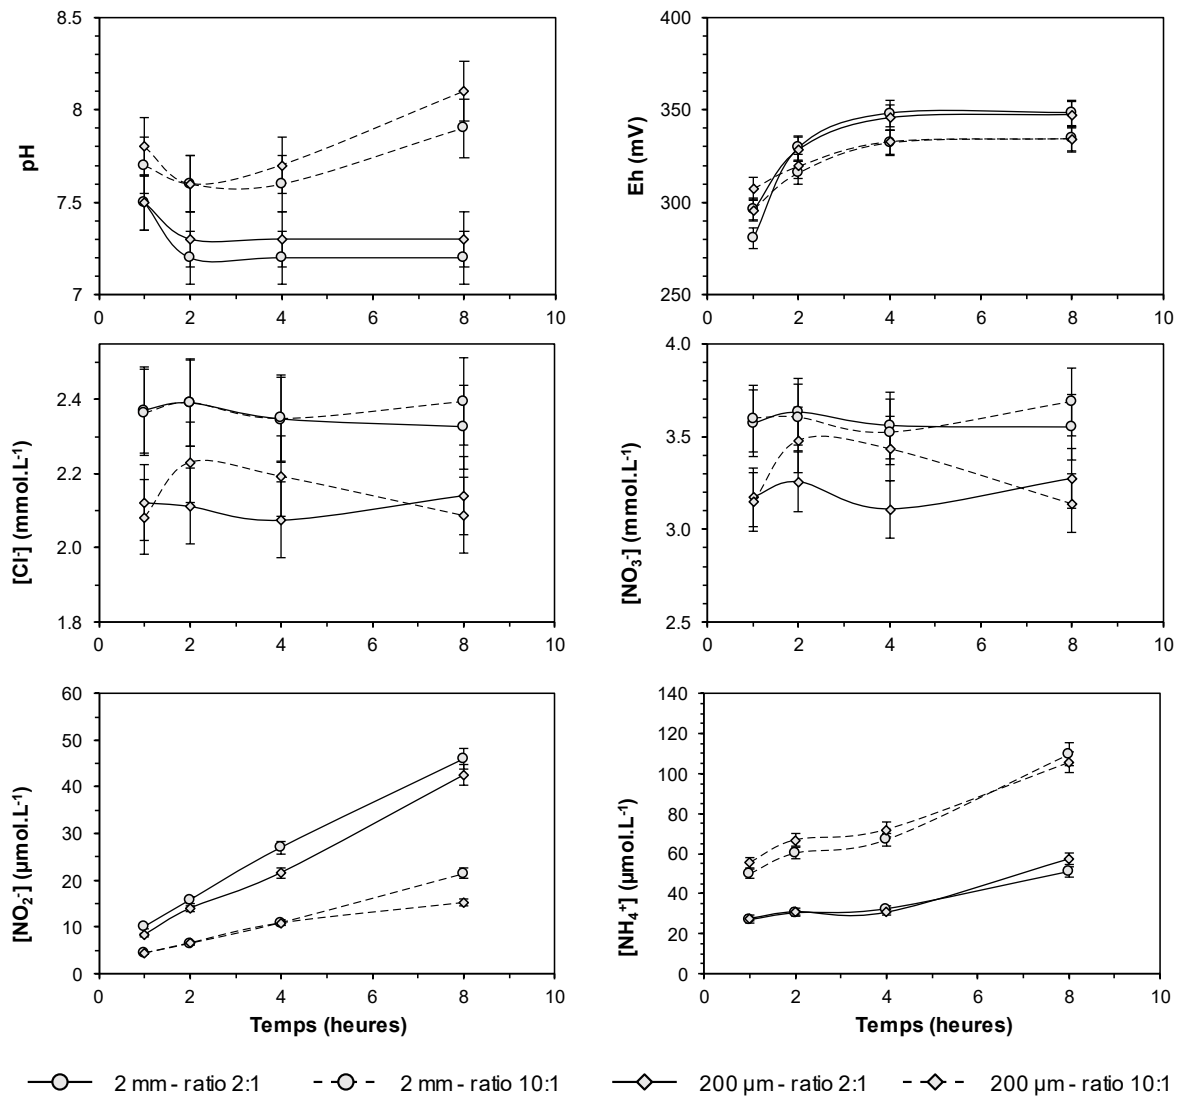 8.5
8
7.5
7
pH
0 2 4 6 8 10
400
350
300
250
Eh (mV)
0 2 4 6 8 10
2.4
2.2
2.0
1.8
[Cl⁻] (mmol.L⁻¹)
0 2 4 6 8 10
4.0
3.5
3.0
2.5
[NO₃⁻] (mmol.L⁻¹)
0 2 4 6 8 10
60
50
40
30
20
10
0
[NO₂⁻] (µmol.L⁻¹)
0 2 4 6 8 10
Temps (heures)
140
120
100
80
60
40
20
0
[NH₄⁺] (µmol.L⁻¹)
0 2 4 6 8 10
Temps (heures)
2 mm - ratio 2:1 2 mm - ratio 10:1 200 µm - ratio 2:1 200 µm - ratio 10:1